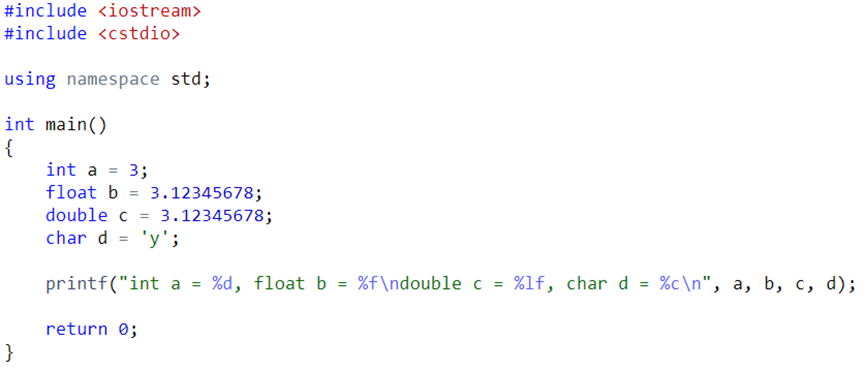 #include <iostream>
#include <cstdio>

using namespace std;

int main()
{
    int a = 3;
    float b = 3.12345678;
    double c = 3.12345678;
    char d = 'y';

    printf("int a = %d, float b = %f\ndouble c = %lf, char d = %c\n", a, b, c, d);

    return 0;
}